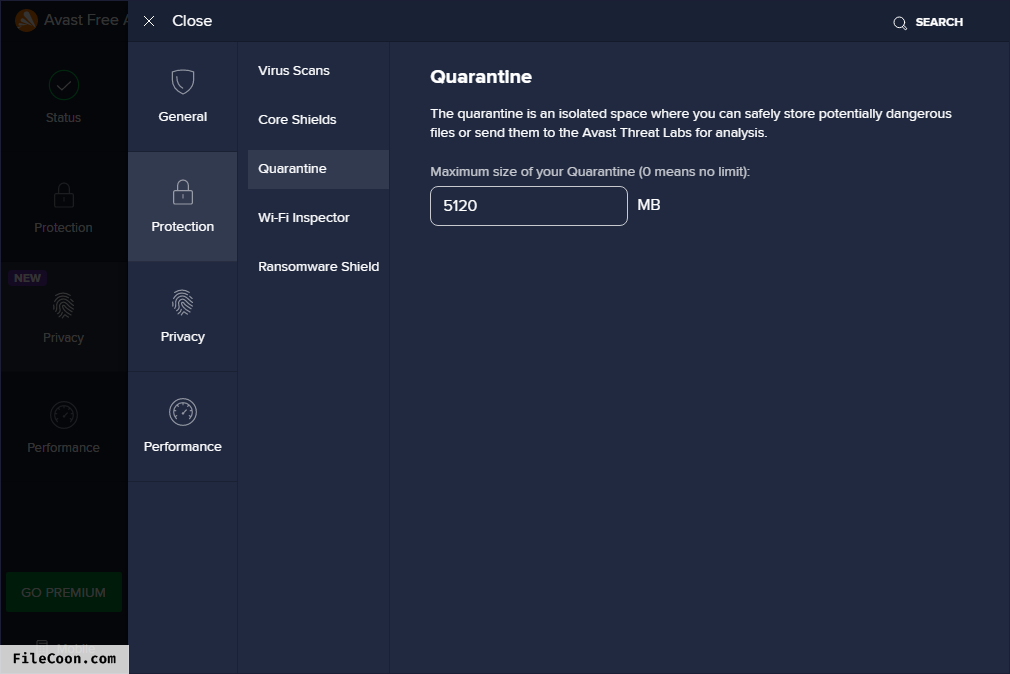 Avast Free A
Close
SEARCH
Status
Protection
NEW
Privacy
Performance
GO PREMIUM
FileCoon.com
General
Protection
Privacy
Performance
Virus Scans
Core Shields
Quarantine
Wi-Fi Inspector
Ransomware Shield
Quarantine
The quarantine is an isolated space where you can safely store potentially dangerous
files or send them to the Avast Threat Labs for analysis.
Maximum size of your Quarantine (0 means no limit):
5120 MB